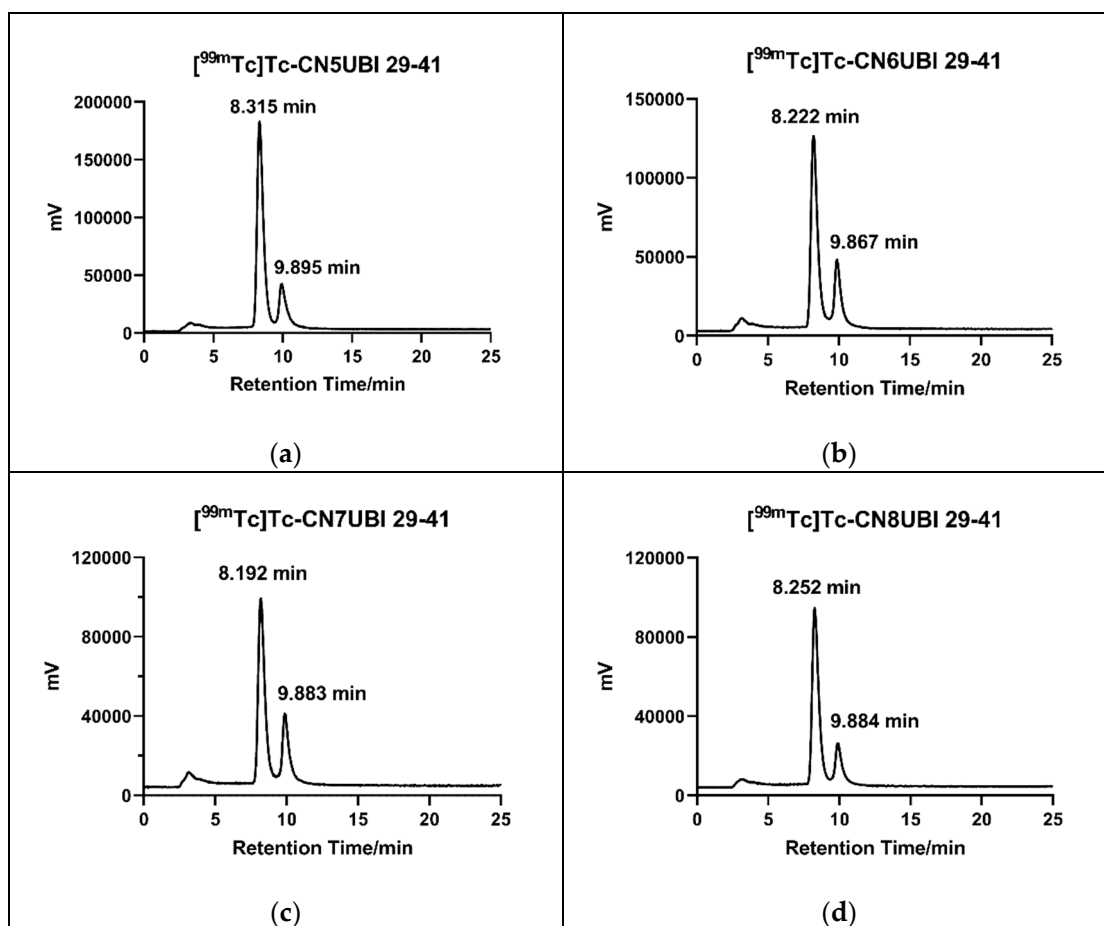 [⁹⁹ᵐTc]Tc-CN5UBI 29-41
8.315 min
9.895 min
200000
150000
100000
50000
0
mV
0 5 10 15 20 25
Retention Time/min
(a)
[⁹⁹ᵐTc]Tc-CN6UBI 29-41
8.222 min
9.867 min
150000
100000
50000
0
mV
0 5 10 15 20 25
Retention Time/min
(b)
[⁹⁹ᵐTc]Tc-CN7UBI 29-41
8.192 min
9.883 min
120000
80000
40000
0
mV
0 5 10 15 20 25
Retention Time/min
(c)
[⁹⁹ᵐTc]Tc-CN8UBI 29-41
8.252 min
9.884 min
120000
80000
40000
0
mV
0 5 10 15 20 25
Retention Time/min
(d)